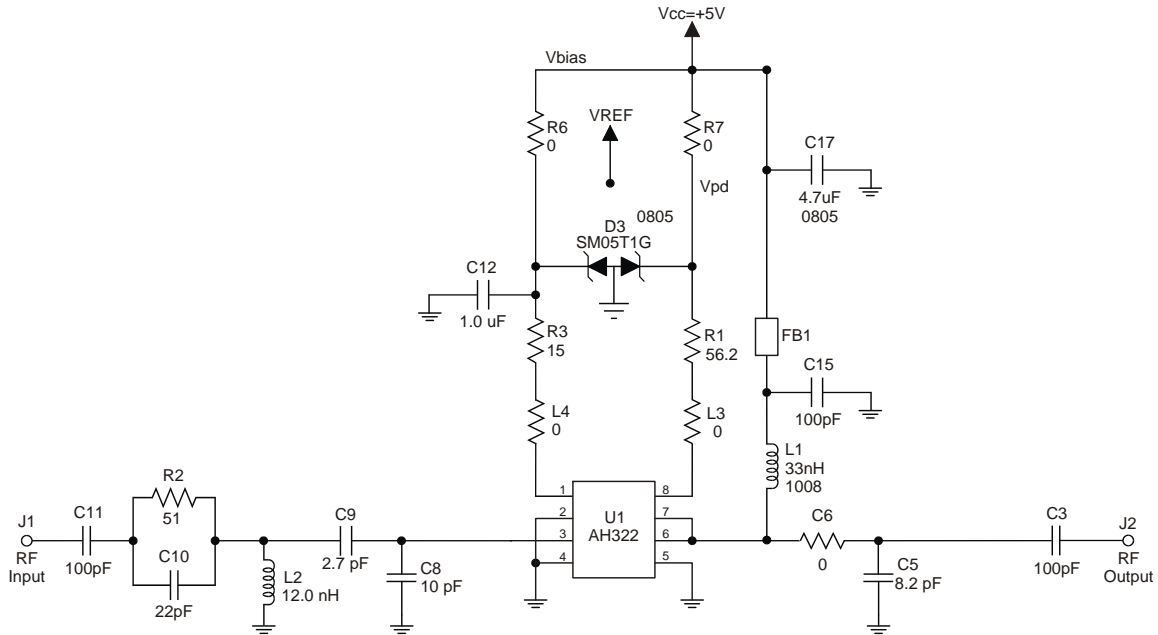 Vcc=+5V
Vbias
R6
0
VREF
R7
0
Vpd
C17
4.7uF
0805
D3
0805
SM05T1G
C12
1.0 uF
R3
15
R1
56.2
FB1
C15
100pF
L4
0
L3
0
L1
33nH
1008
J1
RF
Input
C11
100pF
R2
51
C10
22pF
L2
12.0 nH
C9
2.7 pF
C8
10 pF
1
2
3
4
U1
AH322
8
7
6
5
C6
0
C5
8.2 pF
C3
100pF
J2
RF
Output